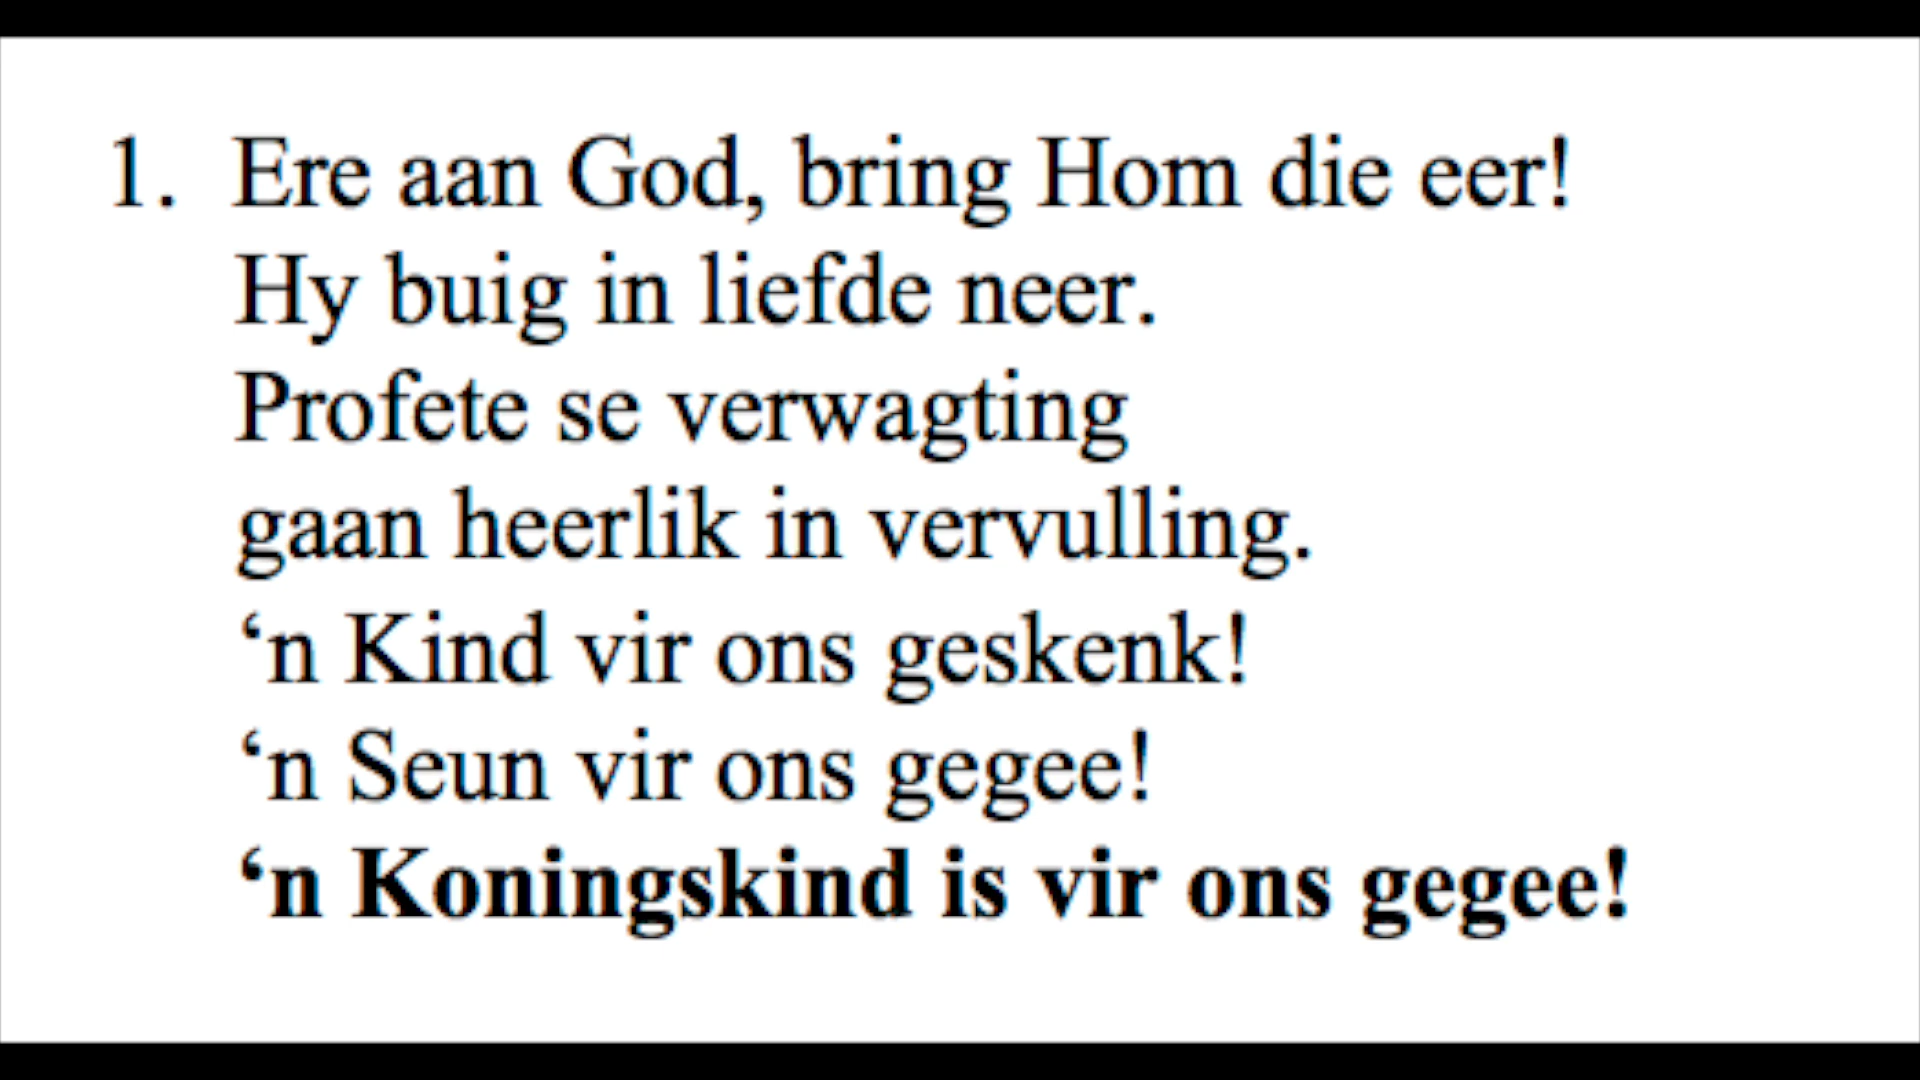 1. Ere aan God, bring Hom die eer!
Hy buig in liefde neer.
Profete se verwagting
gaan heerlik in vervulling.
‘n Kind vir ons geskenk!
‘n Seun vir ons gegee!
‘n Koningskind is vir ons gegee!